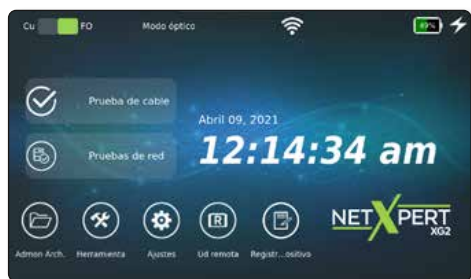 Cu FO Modo óptico
Prueba de cable
Abril 09, 2021
Pruebas de red
12:14:34 am
NETXPERT
XG2
Admon Arch. Herramienta Ajustes Ud remota Registr...ositivo